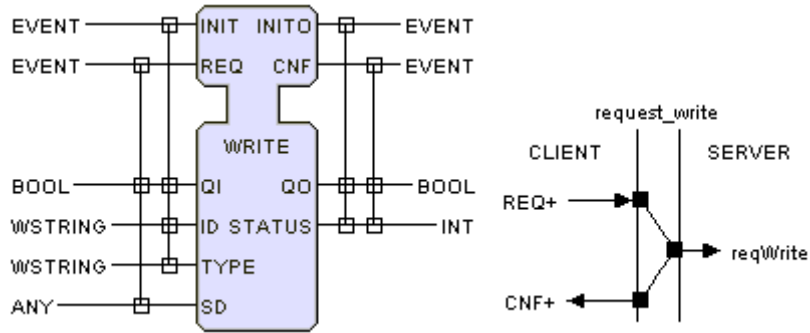 EVENT INIT INITO EVENT
EVENT REQ CNF EVENT
WRITE
BOOL QI QO BOOL
WSTRING ID STATUS INT
WSTRING TYPE
ANY SD
request_write
CLIENT SERVER
REQ+
reqWrite
CNF+